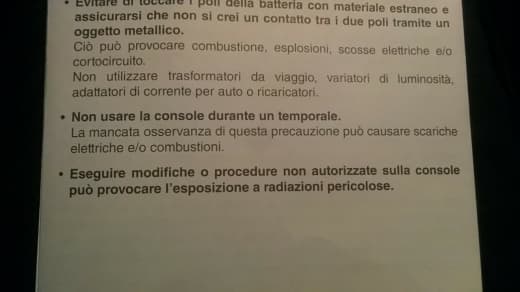 • Evitare di toccare i poli della batteria con materiale estraneo e
assicurarsi che non si crei un contatto tra i due poli tramite un
oggetto metallico.
Ciò può provocare combustione, esplosioni, scosse elettriche e/o
cortocircuito.
Non utilizzare trasformatori da viaggio, variatori di luminosità,
adattatori di corrente per auto o ricaricatori.
• Non usare la console durante un temporale.
La mancata osservanza di questa precauzione può causare scariche
elettriche e/o combustioni.
• Eseguire modifiche o procedure non autorizzate sulla console
può provocare l'esposizione a radiazioni pericolose.